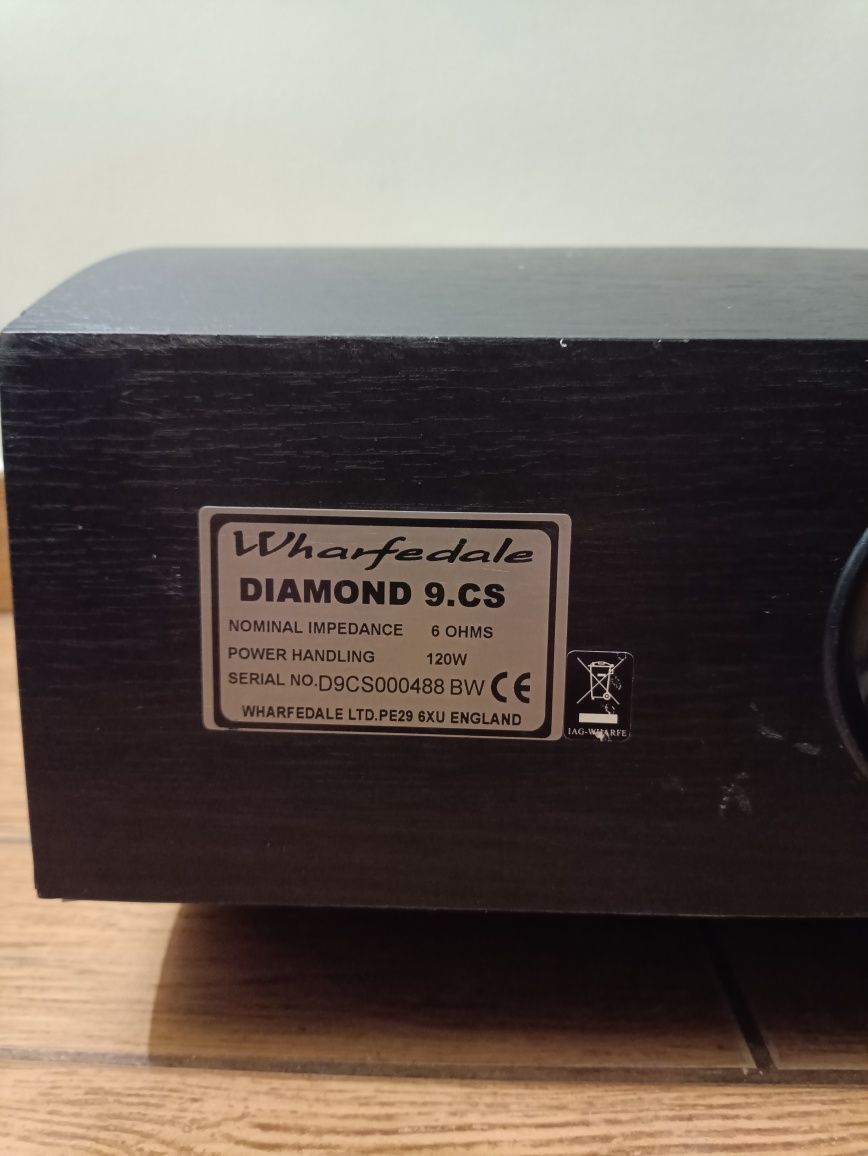 Wharfedale
DIAMOND 9.CS
NOMINAL IMPEDANCE 6 OHMS
POWER HANDLING 120W
SERIAL NO.D9CS000488 BW CE
WHARFEDALE LTD.PE29 6XU ENGLAND
IAG-WHARFE